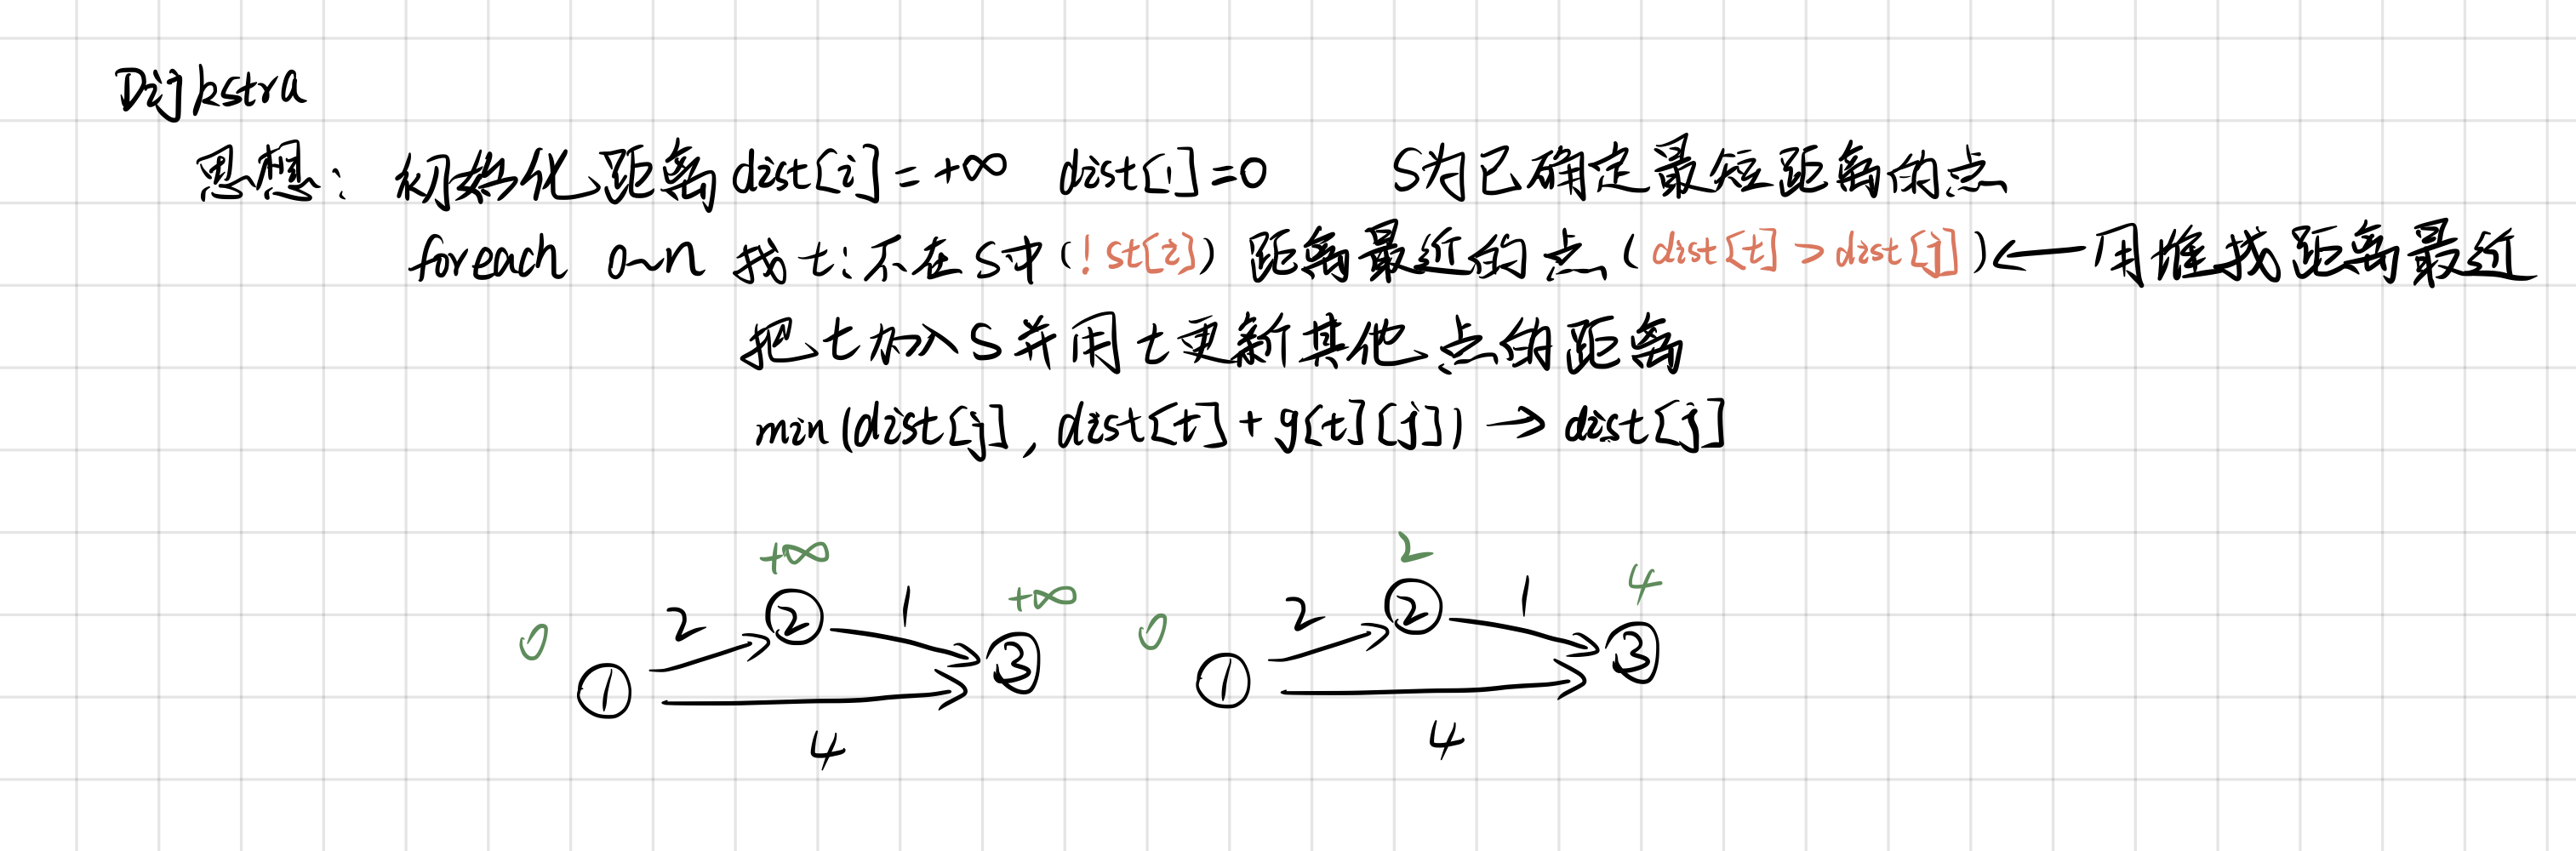 Dijkstra
思想: 初始化距离 dist[i] = +∞ dist[1] = 0 S为已确定最短距离的点
foreach 0~n 找 t: 不在S中 (!st[i]) 距离最近的点 (dist[t] > dist[j]) ← 用堆找距离最近
把 t 加入 S 并用 t 更新其他点的距离
min(dist[j], dist[t] + g[t][j]) → dist[j]
+∞ 2
2 ② 1 +∞ 2 ② 1 4
0 ① ③ 0 ① ③
4 4